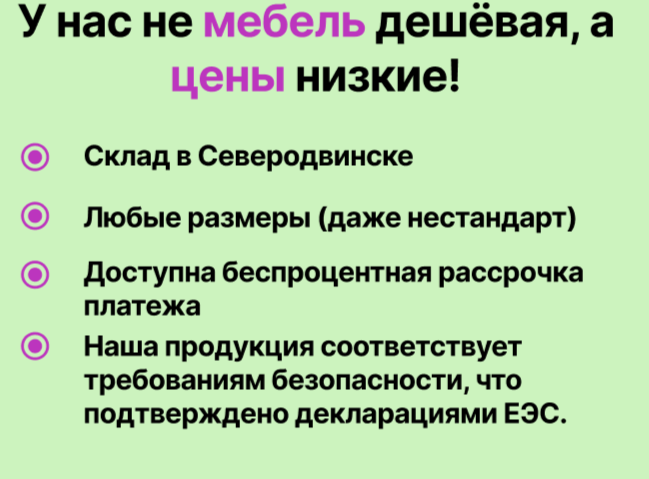 У нас не мебель дешёвая, а
цены низкие!
Склад в Северодвинске
Любые размеры (даже нестандарт)
Доступна беспроцентная рассрочка
платежа
Наша продукция соответствует
требованиям безопасности, что
подтверждено декларациями ЕЭС.